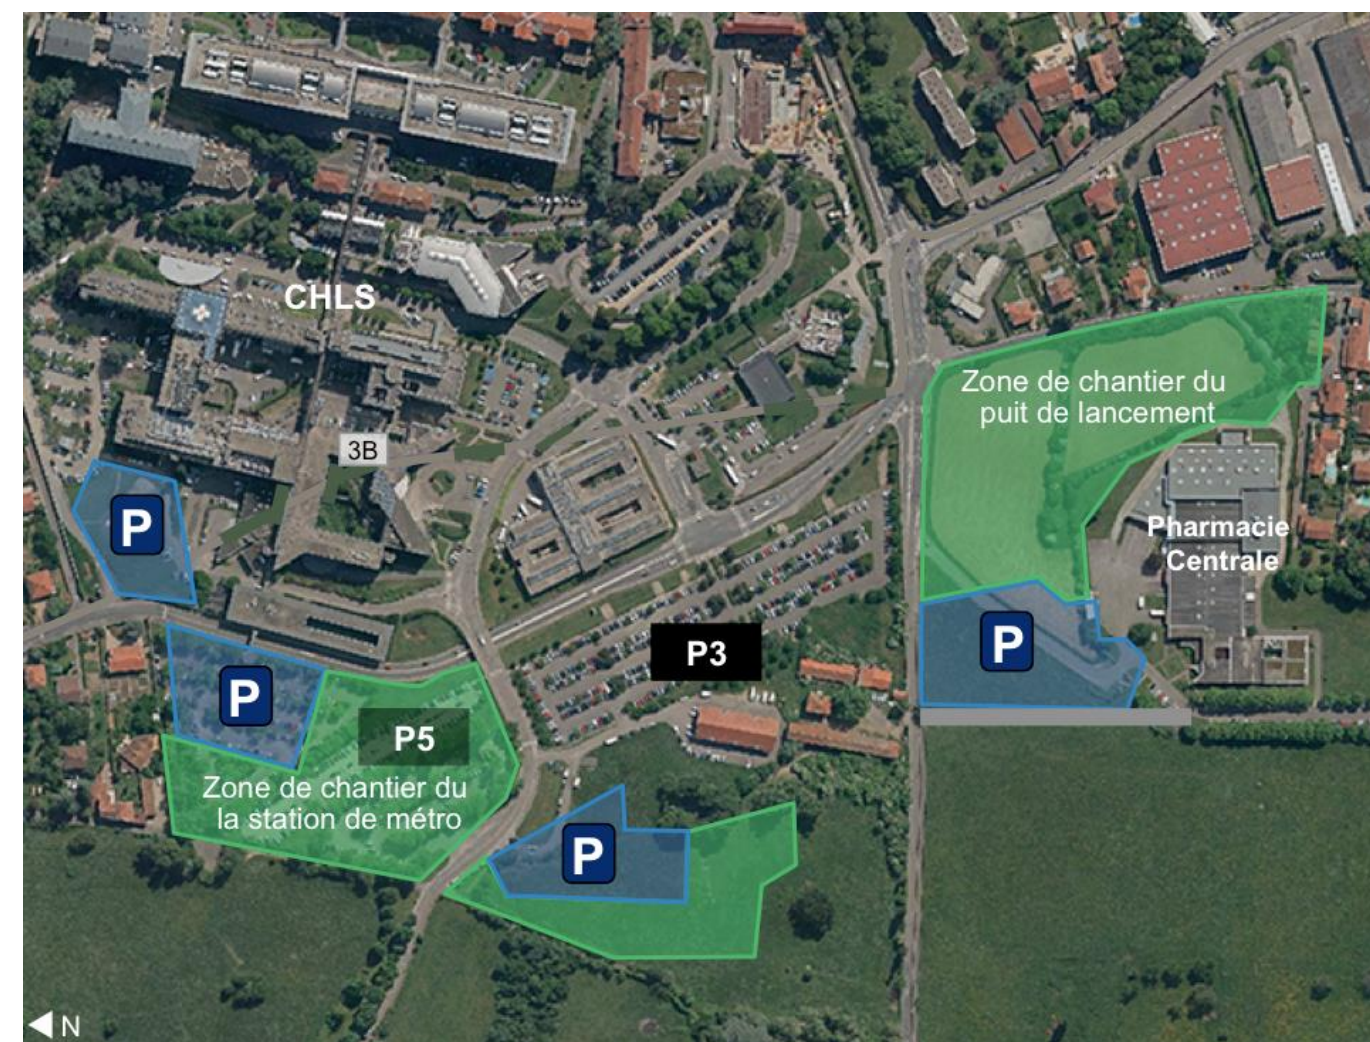 CHLS
Zone de chantier du
puit de lancement
3B
P
Pharmacie
Centrale
P
P3
P
P5
Zone de chantier du
la station de métro
P
N